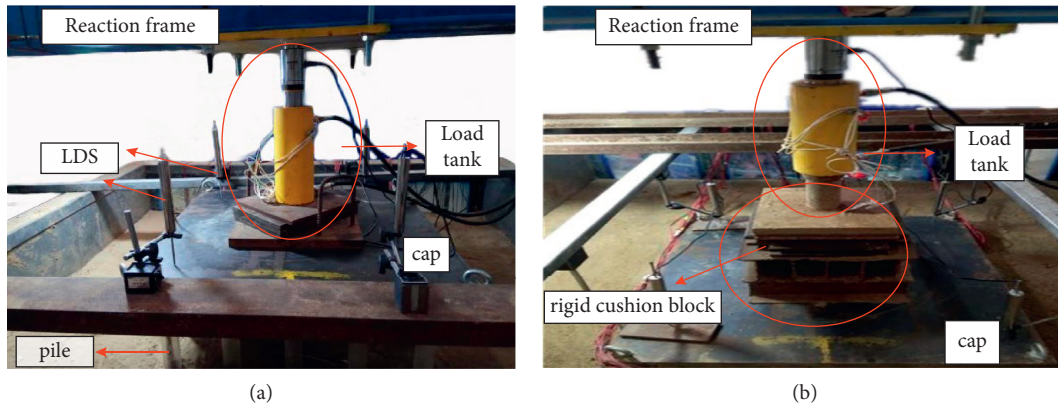 Reaction frame
LDS
Load
tank
cap
pile
(a)
Reaction frame
Load
tank
rigid cushion block
cap
(b)